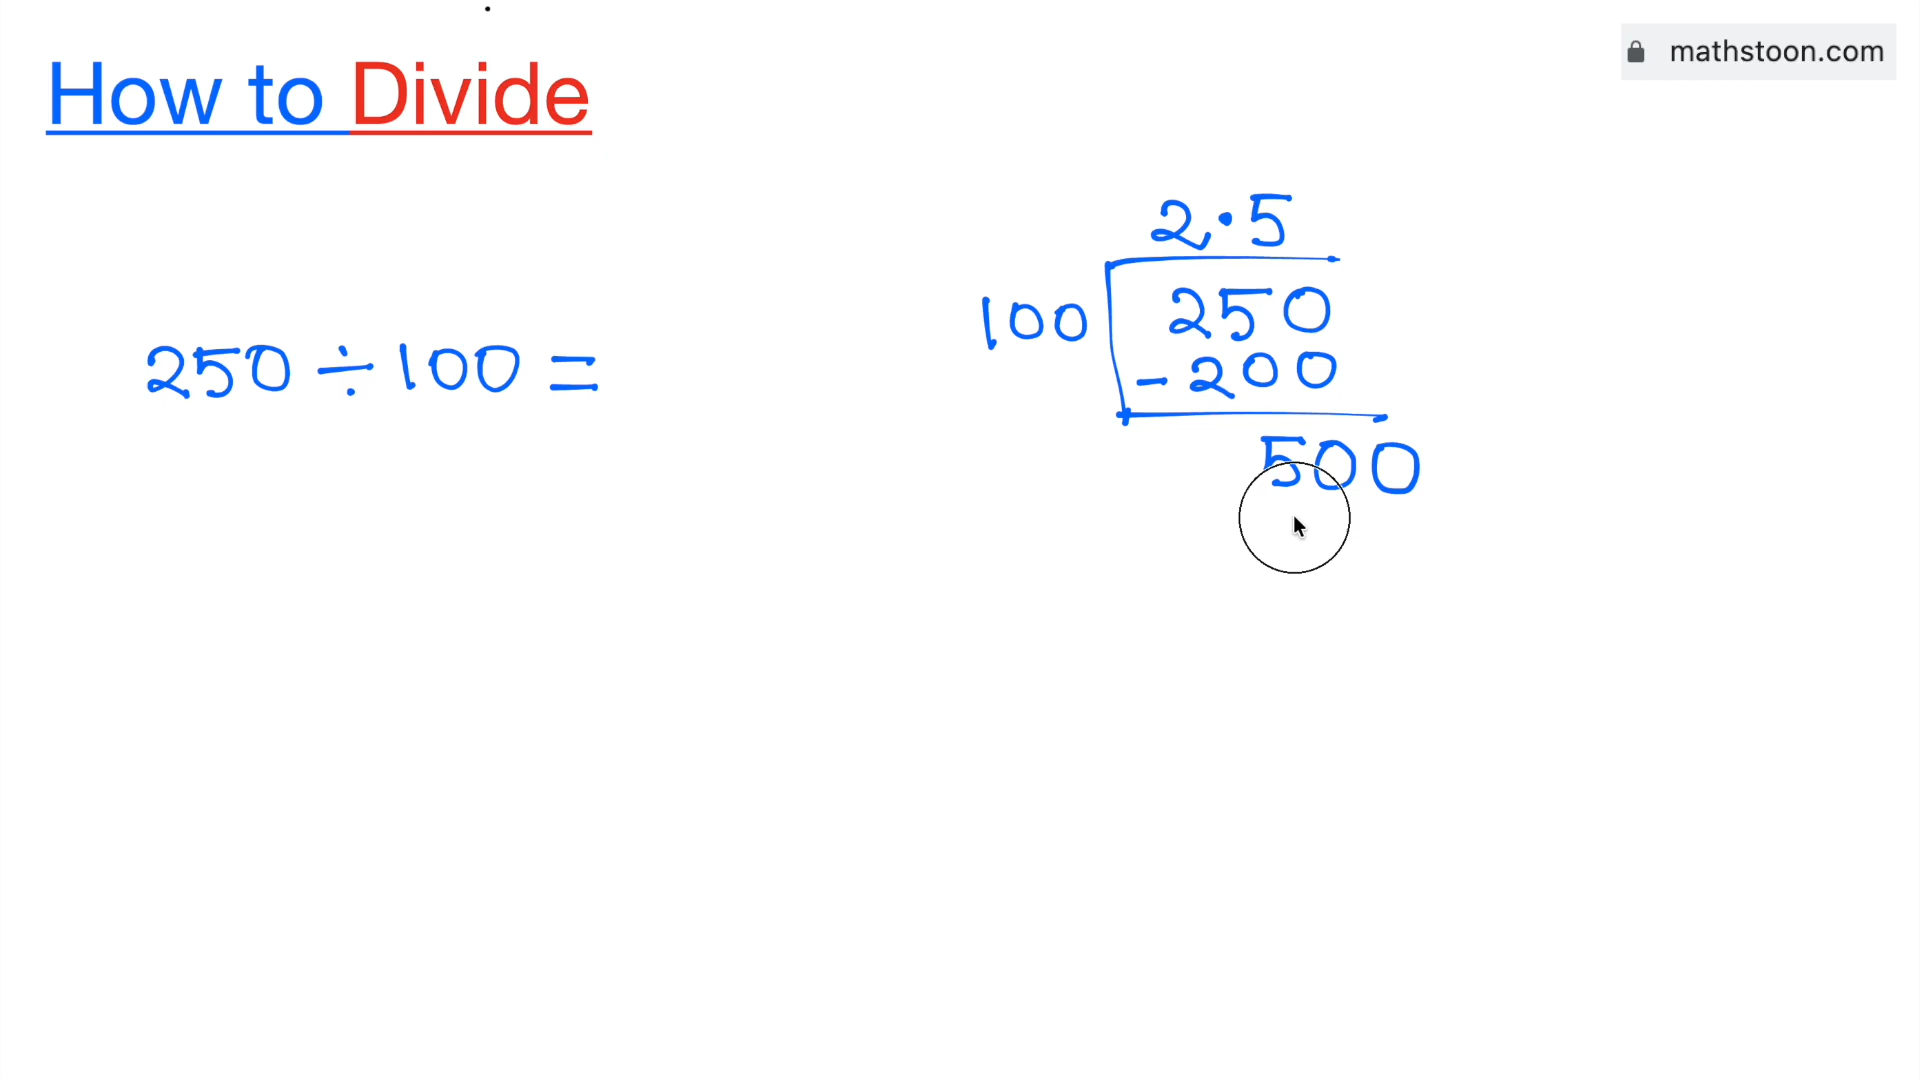 mathstoon.com
How to Divide
2.5
100 250
- 200
500
250 ÷ 100 =